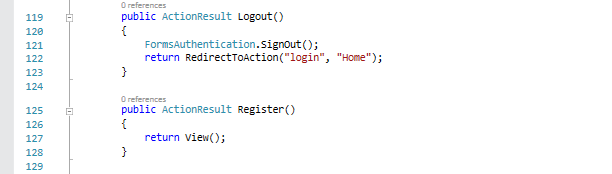 0 references
119 public ActionResult Logout()
120 {
121 FormsAuthentication.SignOut();
122 return RedirectToAction("login", "Home");
123 }
124
0 references
125 public ActionResult Register()
126 {
127 return View();
128 }
129